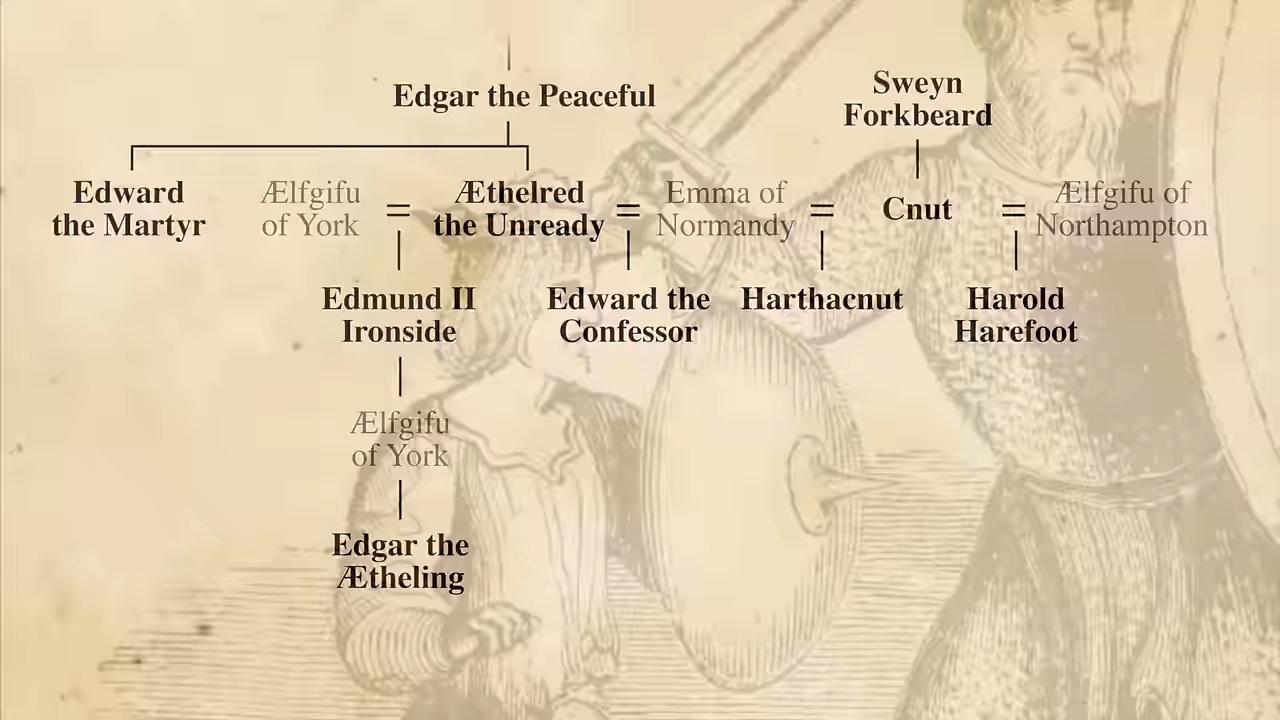 Edgar the Peaceful
Sweyn
Forkbeard
Edward
the Martyr
Ælfgifu
of York
=
Æthelred
the Unready
=
Emma of
Normandy
=
Cnut
=
Ælfgifu of
Northampton
Edmund II
Ironside
Edward the
Confessor
Harthacnut
Harold
Harefoot
Ælfgifu
of York
Edgar the
Ætheling